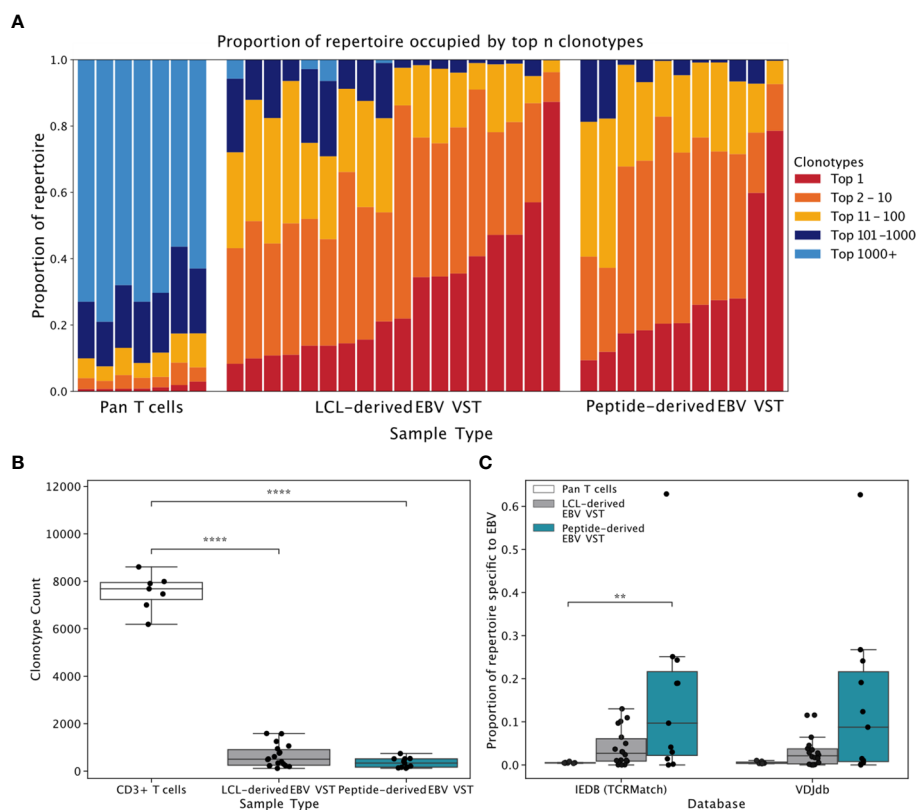 A
Proportion of repertoire occupied by top n clonotypes
1.0
0.8
0.6
0.4
0.2
0.0
Proportion of repertoire
Pan T cells
LCL-derived EBV VST
Peptide-derived EBV VST
Sample Type
Clonotypes
Top 1
Top 2 - 10
Top 11 - 100
Top 101 - 1000
Top 1000+
B
12000
10000
8000
6000
4000
2000
0
Clonotype Count
****
****
CD3+ T cells
LCL-derived EBV VST
Peptide-derived EBV VST
Sample Type
C
0.6
0.5
0.4
0.3
0.2
0.1
0.0
Proportion of repertoire specific to EBV
Pan T cells
LCL-derived
EBV VST
Peptide-derived
EBV VST
**
IEDB (TCRMatch)
VDJdb
Database